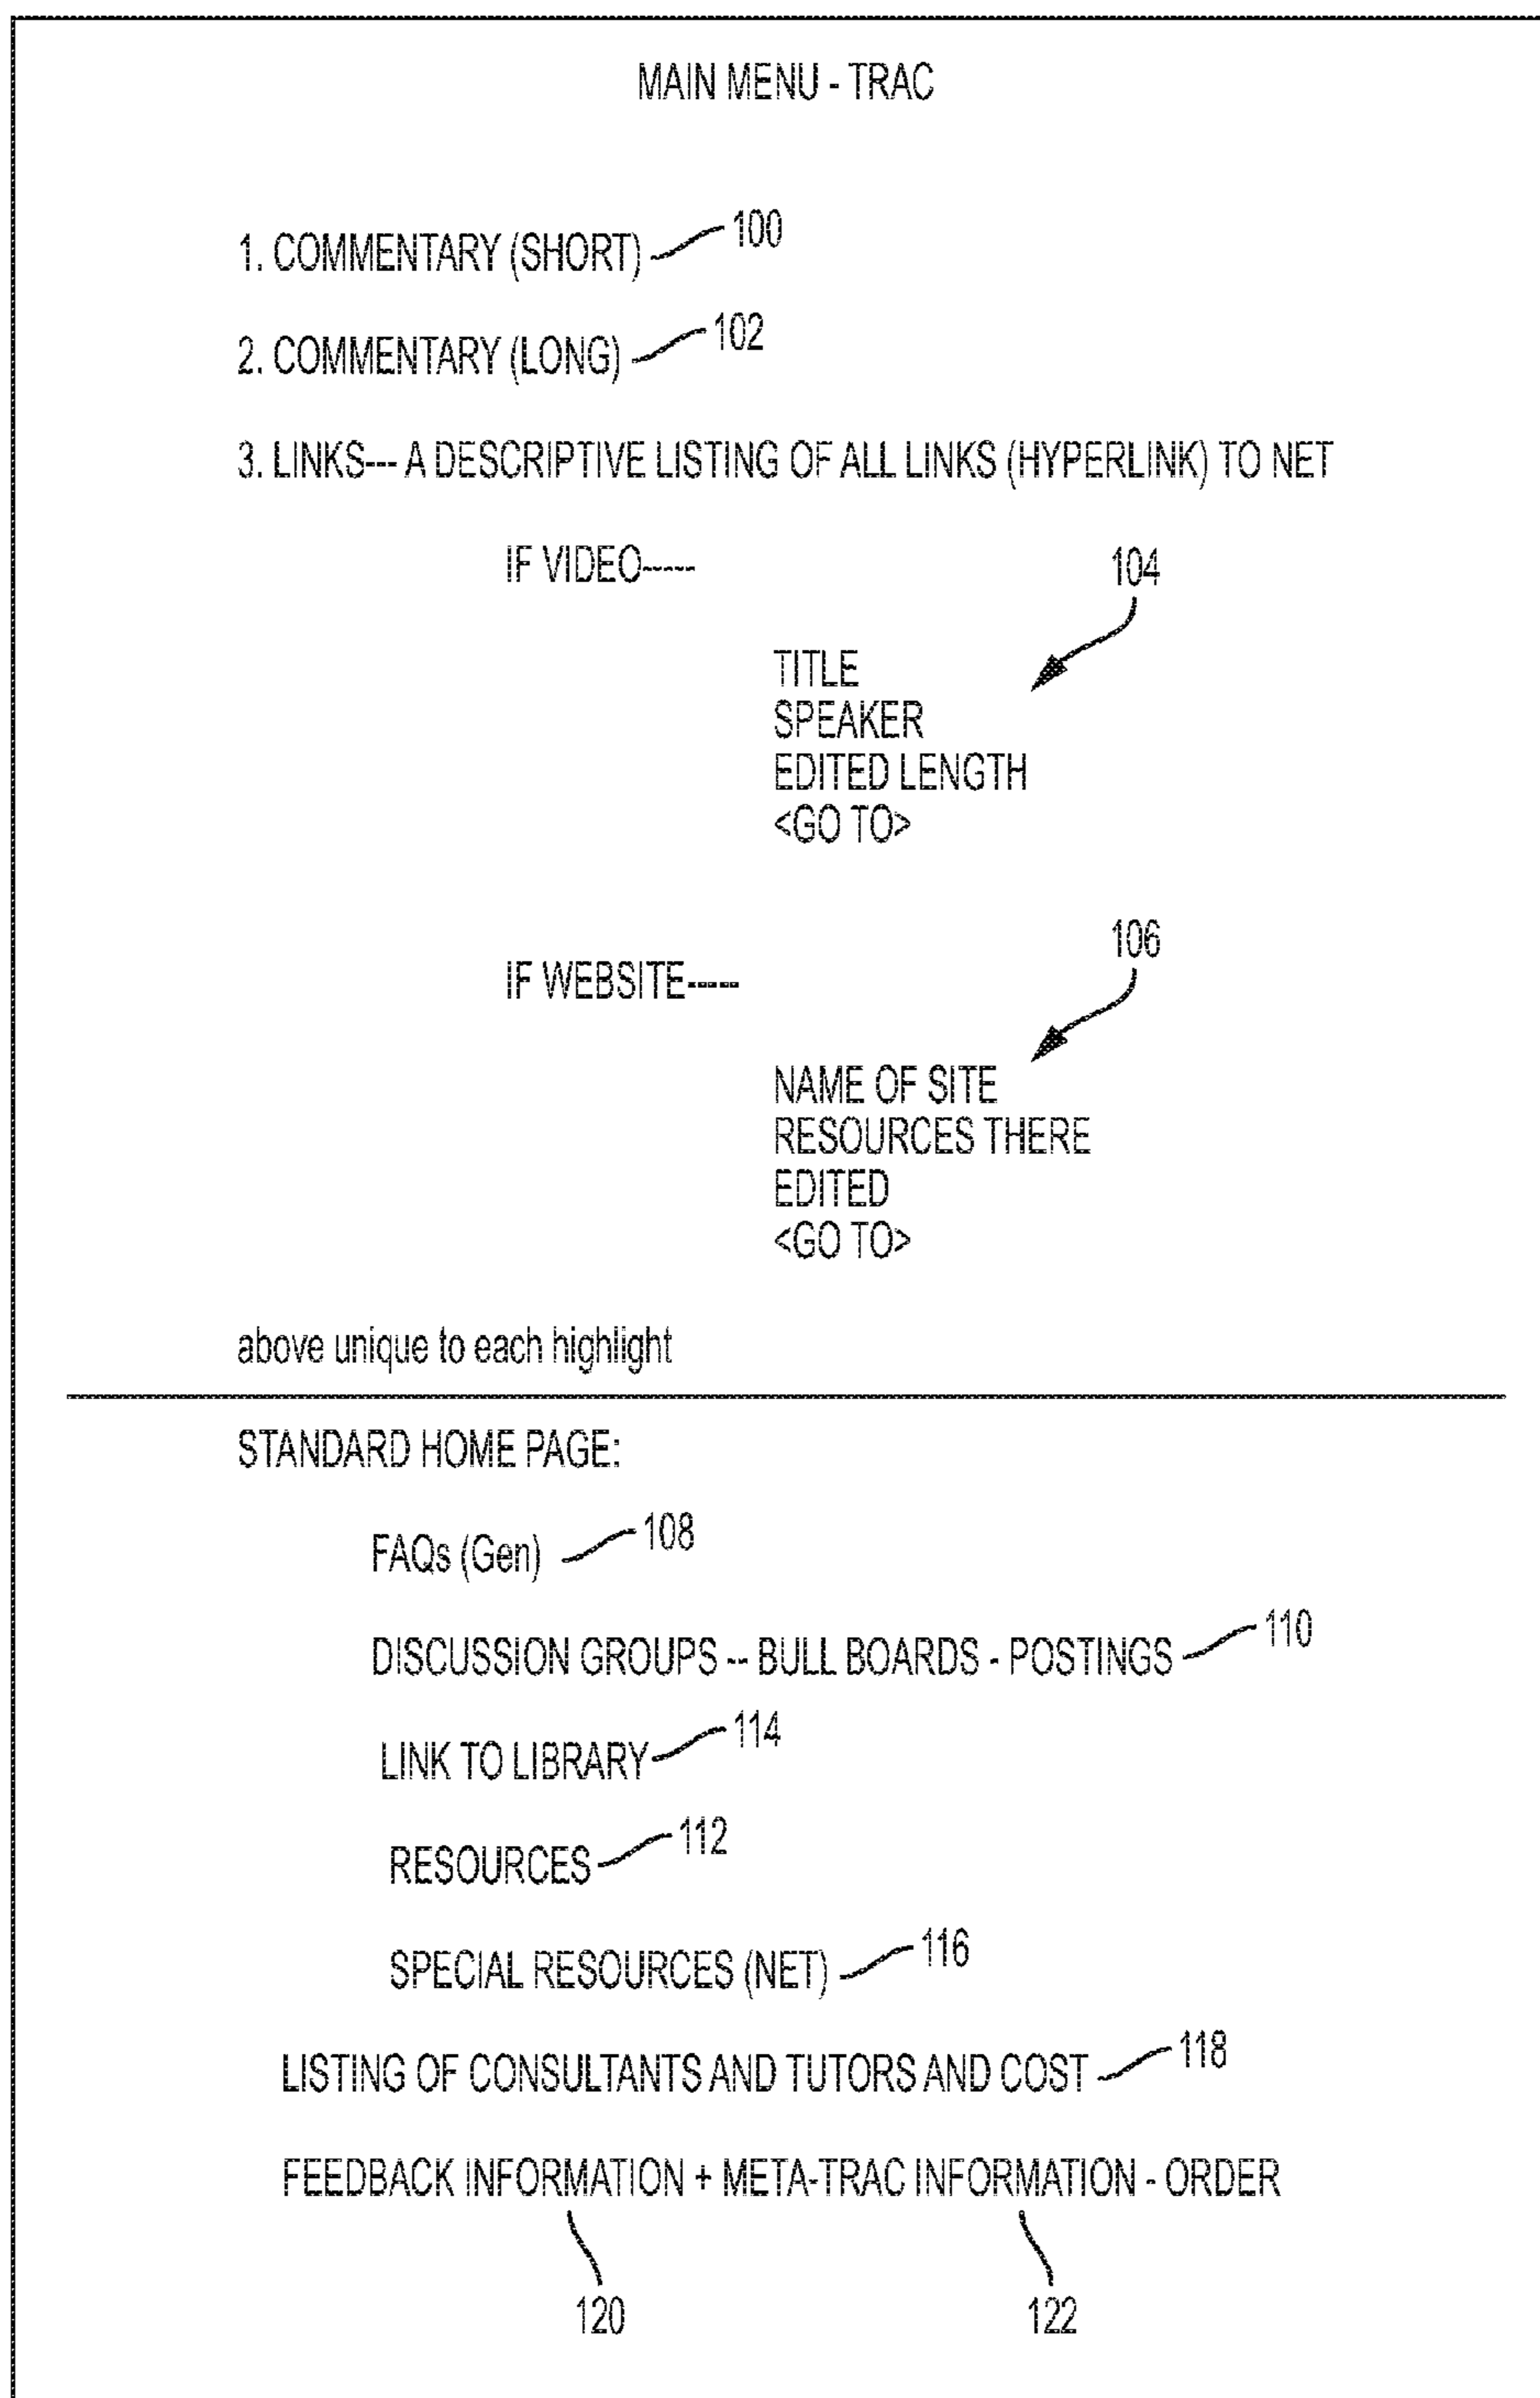 MAIN MENU - TRAC
1. COMMENTARY (SHORT) 100
2. COMMENTARY (LONG) 102
3. LINKS--- A DESCRIPTIVE LISTING OF ALL LINKS (HYPERLINK) TO NET
IF VIDEO----- 104
TITLE
SPEAKER
EDITED LENGTH
<GO TO>
106
IF WEBSITE-----
NAME OF SITE
RESOURCES THERE
EDITED
<GO TO>
above unique to each highlight
STANDARD HOME PAGE:
FAQs (Gen) 108
DISCUSSION GROUPS -- BULL BOARDS - POSTINGS 110
LINK TO LIBRARY 114
RESOURCES 112
SPECIAL RESOURCES (NET) 116
LISTING OF CONSULTANTS AND TUTORS AND COST 118
FEEDBACK INFORMATION + META-TRAC INFORMATION - ORDER
120 122